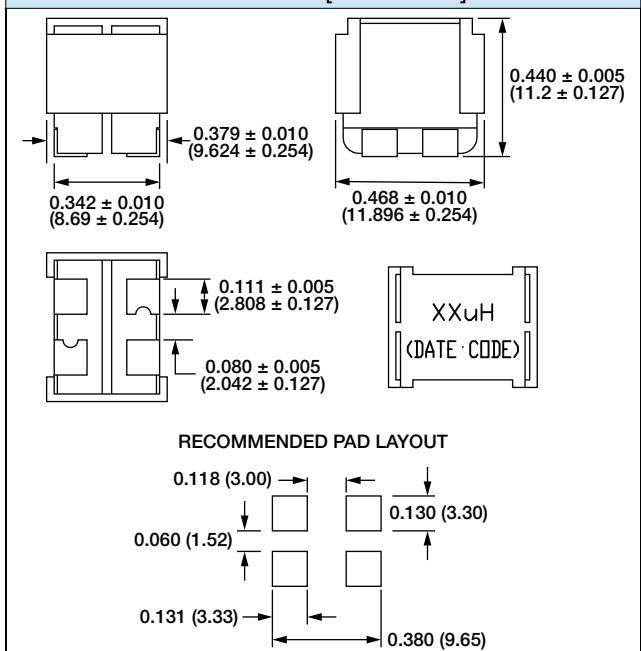 0.440 ± 0.005
(11.2 ± 0.127)
0.379 ± 0.010
(9.624 ± 0.254)
0.342 ± 0.010
(8.69 ± 0.254)
0.468 ± 0.010
(11.896 ± 0.254)
0.111 ± 0.005
(2.808 ± 0.127)
0.080 ± 0.005
(2.042 ± 0.127)
XXuH
(DATE CODE)
RECOMMENDED PAD LAYOUT
0.118 (3.00)
0.130 (3.30)
0.060 (1.52)
0.131 (3.33)
0.380 (9.65)